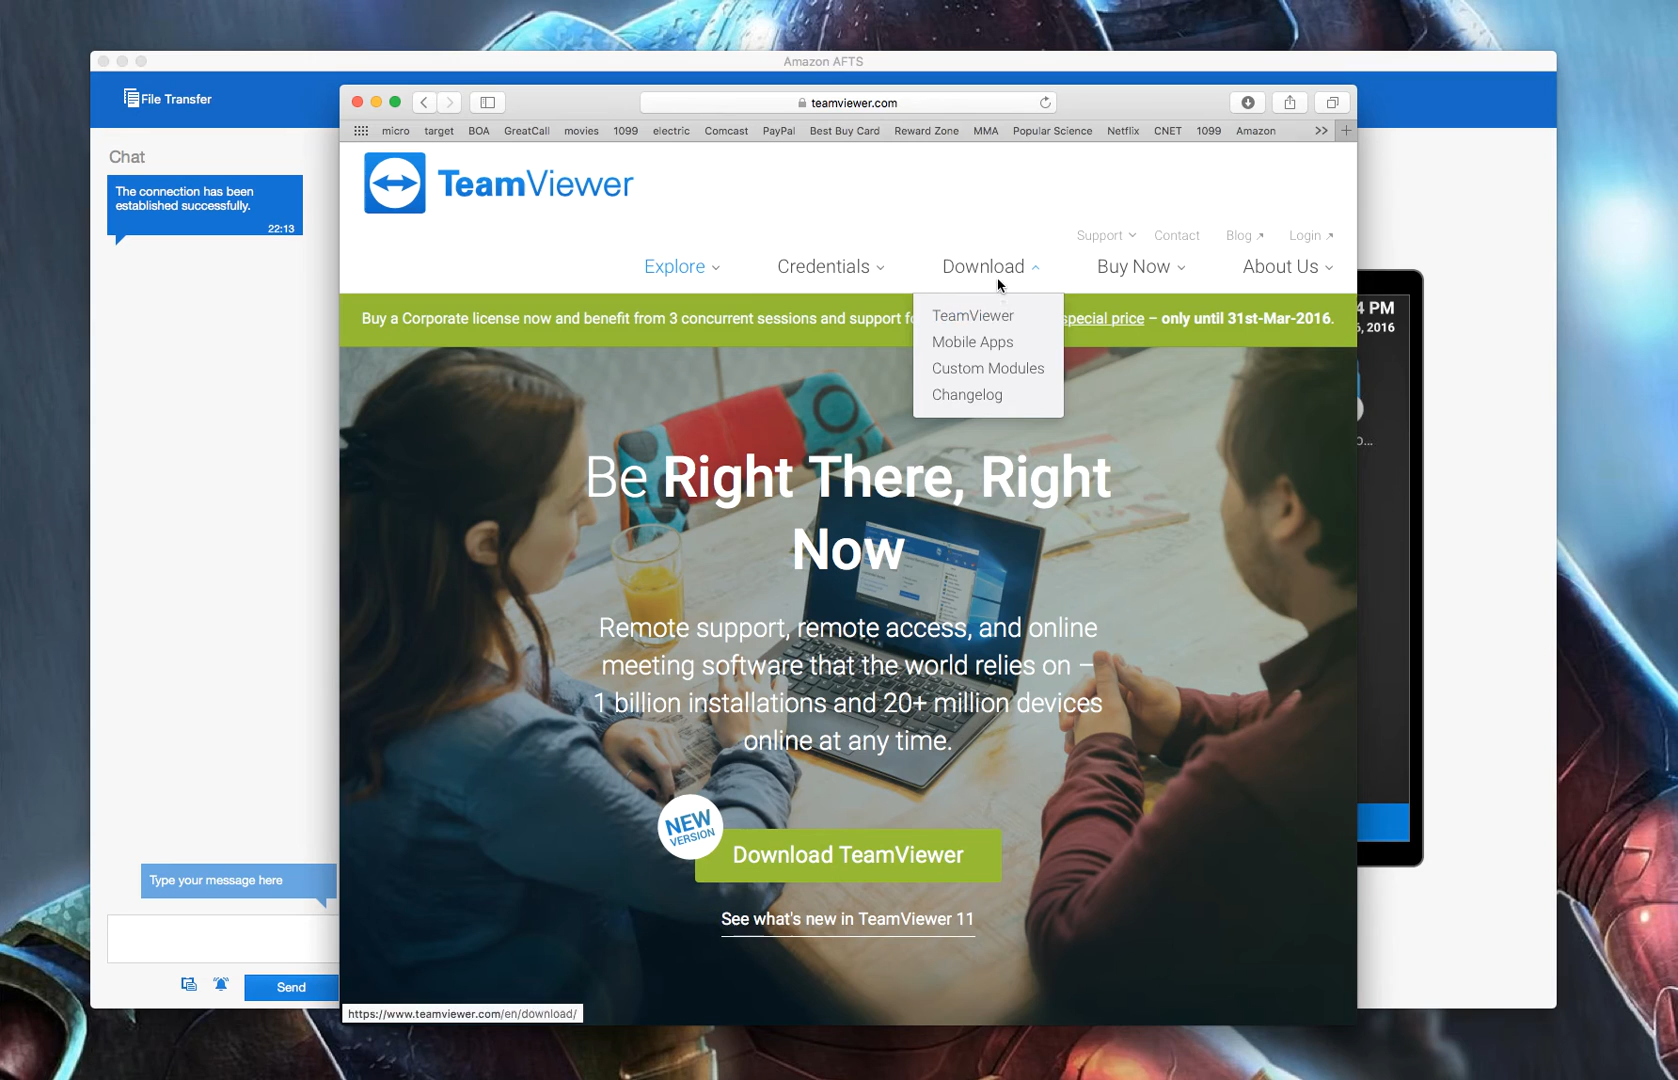 Amazon AFTS
File Transfer
Chat
The connection has been
established successfully.
22:13
teamviewer.com
micro target BOA GreatCall movies 1099 electric Comcast PayPal Best Buy Card Reward Zone MMA Popular Science Netflix CNET 1099 Amazon >>
TeamViewer
Support Contact Blog Login
Explore Credentials Download Buy Now About Us
Buy a Corporate license now and benefit from 3 concurrent sessions and support special price – only until 31st-Mar-2016.
TeamViewer
Mobile Apps
Custom Modules
Changelog
4 PM
, 2016
Be Right There, Right
Now
Remote support, remote access, and online
meeting software that the world relies on –
1 billion installations and 20+ million devices
online at any time.
NEW
VERSION
Download TeamViewer
See what's new in TeamViewer 11
Type your message here
Send
https://www.teamviewer.com/en/download/